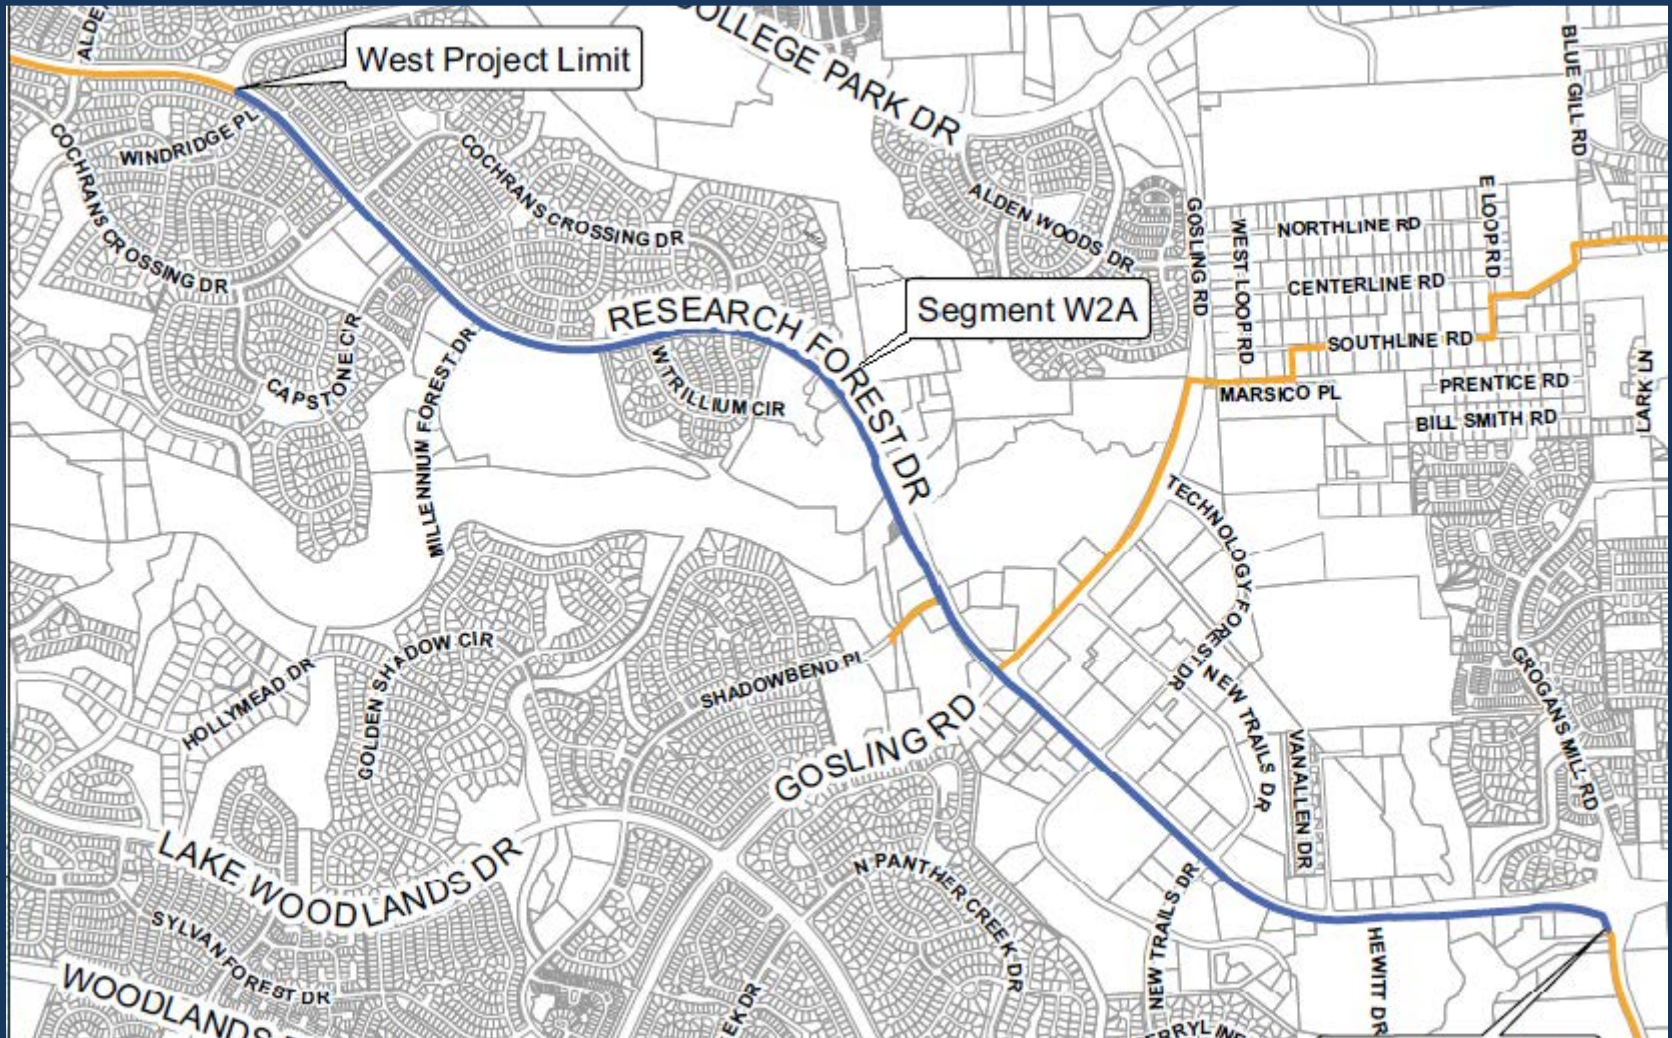 ALDE
West Project Limit
COLLEGE PARK DR
BLUE GILL RD
WINDRIDGE PL
COCHRANS CROSSING DR
COCHRANS CROSSING DR
ALDEN WOODS DR
GOSLING RD
WEST LOOP RD
NORTHLINE RD
E LOOP RD
CENTERLINE RD
SOUTHLINE RD
MARSICO PL
PRENTICE RD
BILL SMITH RD
LARK LN
RESEARCH FOREST DR
Segment W2A
CAPSTONE CIR
MILLENNIUM FOREST DR
W TRILLIUM CIR
TECHNOLOGY FOREST DR
HOLLYMEAD DR
GOLDEN SHADOW CIR
SHADOWBEND Pl
GOSLING RD
N NEW TRAILS DR
VANALLEN DR
GROGANS MILL RD
LAKE WOODLANDS DR
N PANTHER CREEK DR
NEW TRAILS DR
HEWITT DR
SYLVAN FOREST DR
WOODLANDS
EK DR